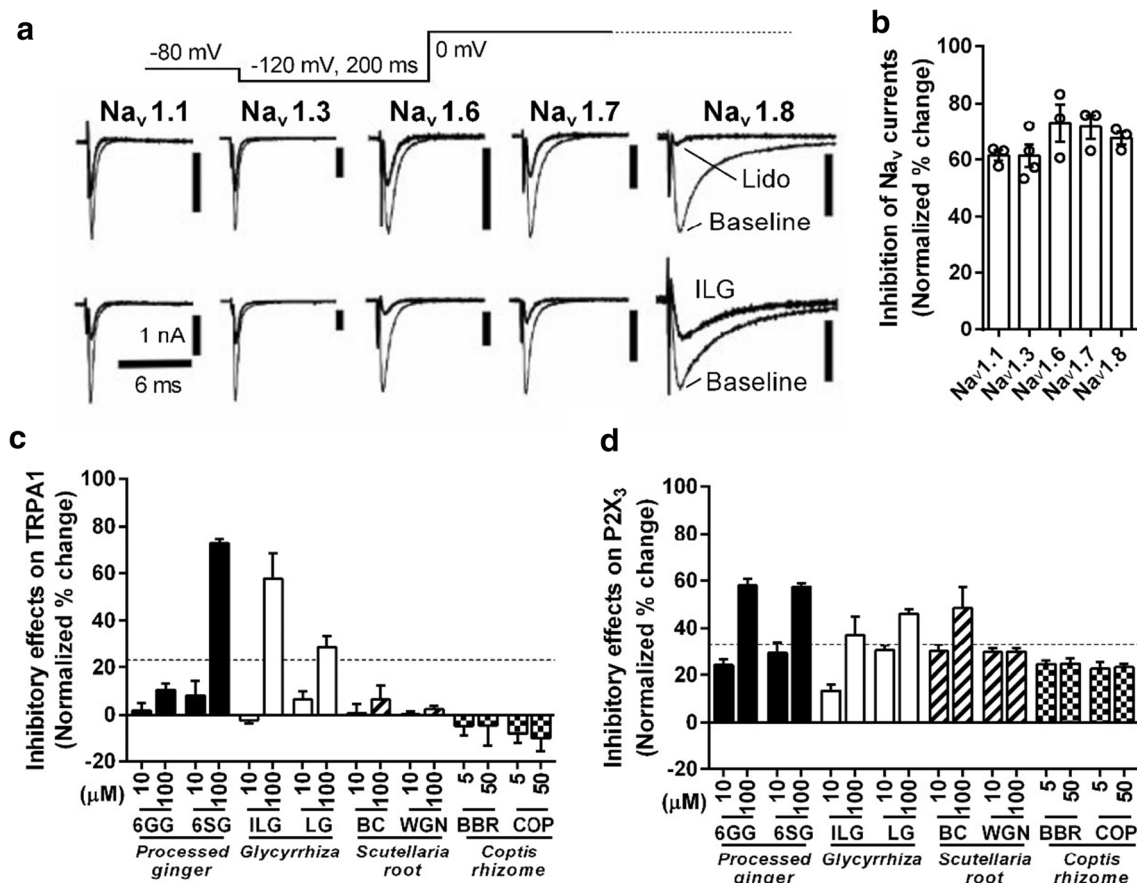 a
-80 mV
-120 mV, 200 ms
0 mV
Nav1.1 Nav1.3 Nav1.6 Nav1.7 Nav1.8
Lido
Baseline
ILG
Baseline
1 nA
6 ms
b
Inhibition of Nav currents
(Normalized % change)
100
80
60
40
20
0
Nav1.1 Nav1.3 Nav1.6 Nav1.7 Nav1.8
c
Inhibitory effects on TRPA1
(Normalized % change)
100
80
60
40
20
0
-20
(μM) 10 100 10 100 10 100 10 100 10 100 10 100 5 50 5 50
6GG 6SG ILG LG BC WGN BBR COP
Processed Glycyrrhiza Scutellaria Coptis
ginger root rhizome
d
Inhibitory effects on P2X3
(Normalized % change)
100
80
60
40
20
0
-20
(μM) 10 100 10 100 10 100 10 100 10 100 10 100 5 50 5 50
6GG 6SG ILG LG BC WGN BBR COP
Processed Glycyrrhiza Scutellaria Coptis
ginger root rhizome